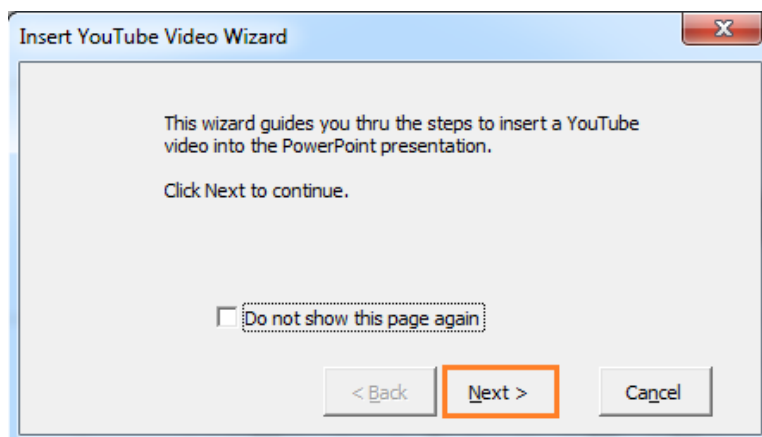 Insert YouTube Video Wizard
This wizard guides you thru the steps to insert a YouTube
video into the PowerPoint presentation.
Click Next to continue.
Do not show this page again
< Back
Next >
Cancel